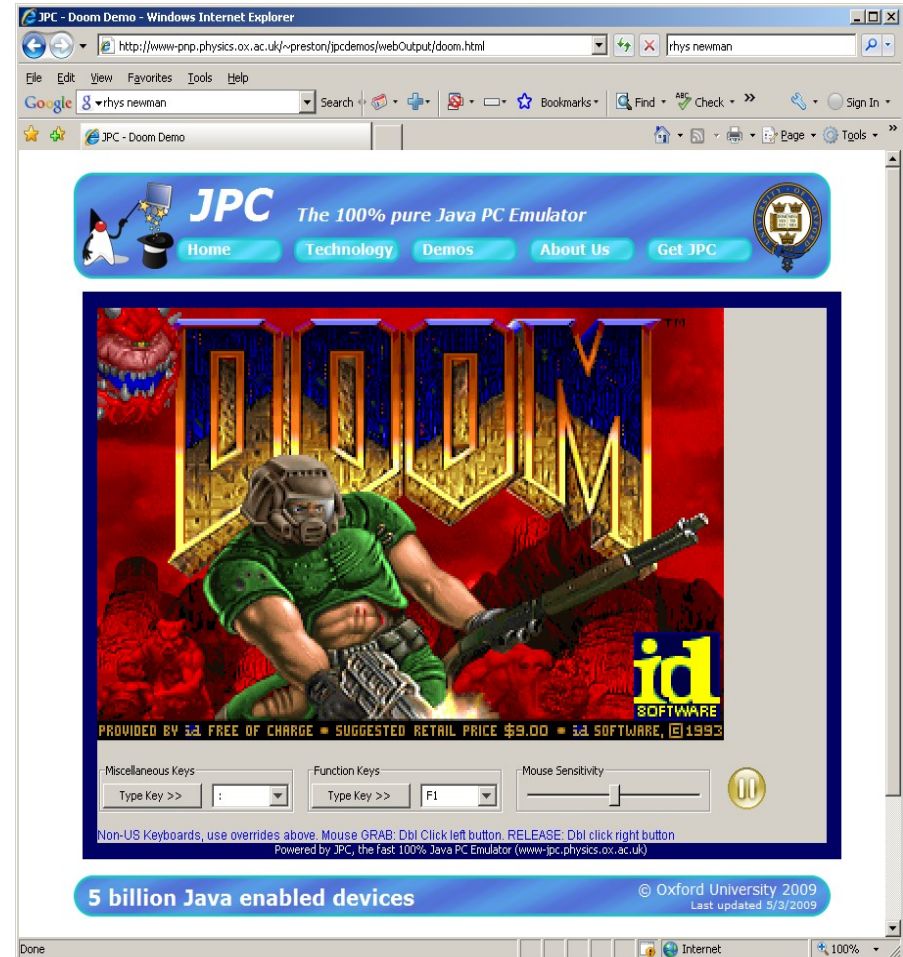 JPC - Doom Demo - Windows Internet Explorer
http://www-pnp.physics.ox.ac.uk/~preston/jpcdemos/webOutput/doom.html
rhys newman
File Edit View Favorites Tools Help
Google rhys newman Search Bookmarks Find ABC Check » Sign In
JPC - Doom Demo Page Tools »
JPC The 100% pure Java PC Emulator
Home Technology Demos About Us Get JPC
DOOM TM
id
SOFTWARE
PROVIDED BY id FREE OF CHARGE * SUGGESTED RETAIL PRICE $9.00 * id SOFTWARE, © 1993
Miscellaneous Keys Function Keys Mouse Sensitivity
Type Key >> : Type Key >> F1
Non-US Keyboards, use overrides above. Mouse GRAB: Dbl Click left button. RELEASE: Dbl click right button
Powered by JPC, the fast 100% Java PC Emulator (www-jpc.physics.ox.ac.uk)
5 billion Java enabled devices © Oxford University 2009
Last updated 5/3/2009
Done Internet 100%